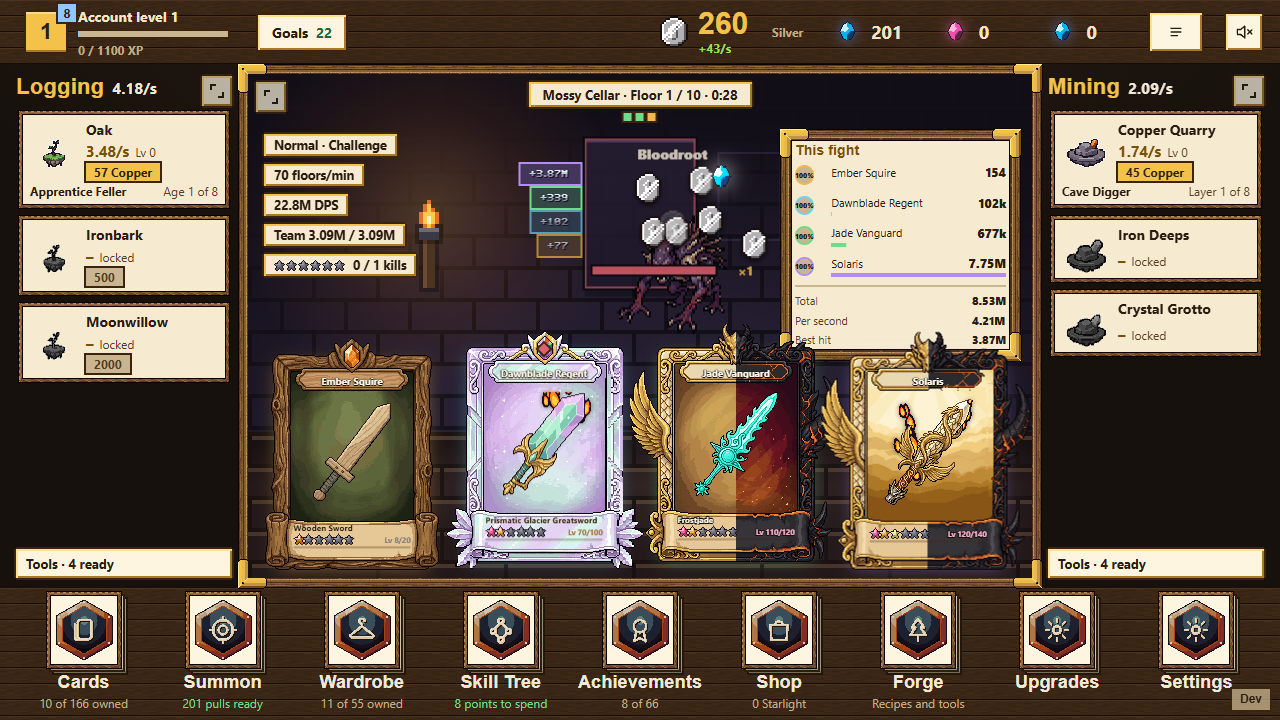 1
8
Account level 1
0 / 1100 XP
Goals 22
260
+43/s
Silver
201
0
0
Logging 4.18/s
Oak
3.48/s Lv 0
57 Copper
Apprentice Feller Age 1 of 8
Ironbark
– locked
500
Moonwillow
– locked
2000
Tools · 4 ready
Mossy Cellar · Floor 1 / 10 · 0:28
Normal · Challenge
70 floors/min
22.8M DPS
Team 3.09M / 3.09M
0 / 1 kills
Bloodroot
+3.87M
+339
+102
+77
×1
This fight
100% Ember Squire 154
100% Dawnblade Regent 102k
100% Jade Vanguard 677k
100% Solaris 7.75M
Total 8.53M
Per second 4.21M
Best hit 3.87M
Ember Squire
Wooden Sword
Lv 8/20
Dawnblade Regent
Prismatic Glacier Greatsword
Lv 70/100
Jade Vanguard
Frostjade
Lv 110/120
Solaris
Lv 120/140
Mining 2.09/s
Copper Quarry
1.74/s Lv 0
45 Copper
Cave Digger Layer 1 of 8
Iron Deeps
– locked
Crystal Grotto
– locked
Tools · 4 ready
Cards
10 of 166 owned
Summon
201 pulls ready
Wardrobe
11 of 55 owned
Skill Tree
8 points to spend
Achievements
8 of 66
Shop
0 Starlight
Forge
Recipes and tools
Upgrades
Settings
Dev